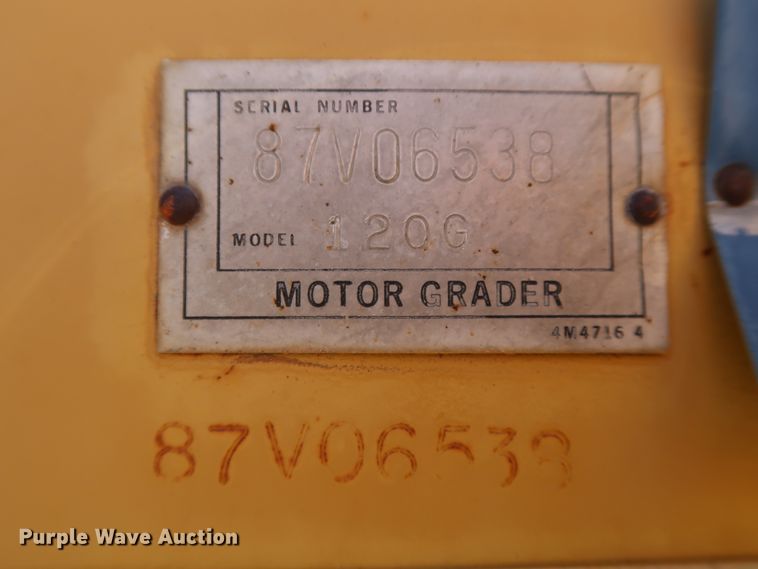 SERIAL NUMBER
87V06538
MODEL 120G
MOTOR GRADER
4M4716 4
87V06538
Purple Wave Auction